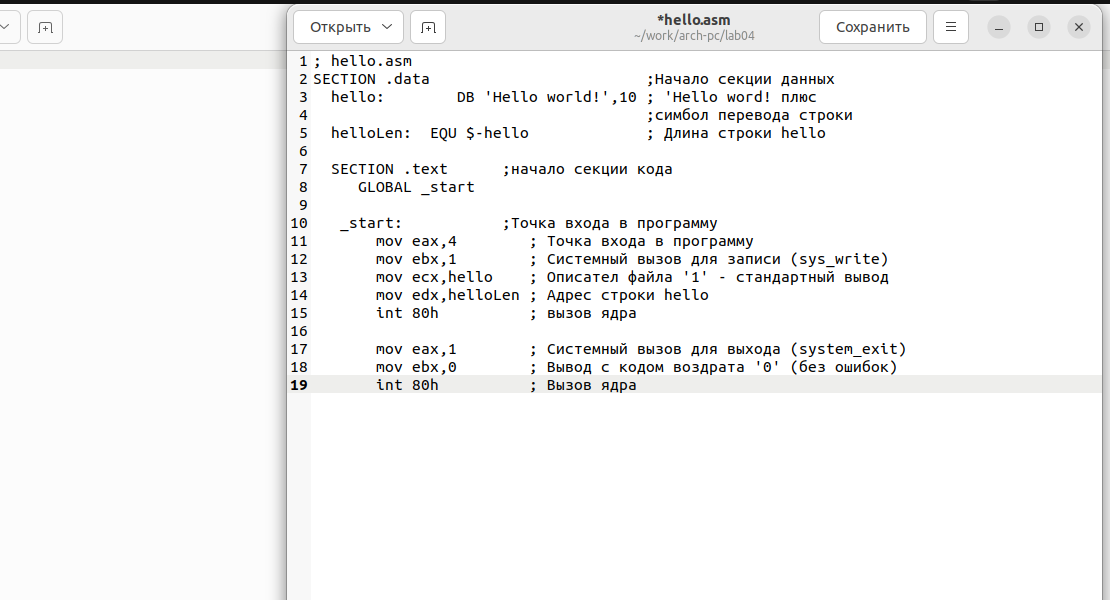 Открыть
*hello.asm
~/work/arch-pc/lab04
Сохранить
1 ; hello.asm
2 SECTION .data ;Начало секции данных
3 hello: DB 'Hello world!',10 ; 'Hello word! плюс
4 ;симбол перевода строки
5 helloLen: EQU $-hello ; Длина строки hello
6
7 SECTION .text ;начало секции кода
8 GLOBAL _start
9
10 _start: ;Точка входа в программу
11 mov eax,4 ; Точка входа в программу
12 mov ebx,1 ; Системный вызов для записи (sys_write)
13 mov ecx,hello ; Описател файла '1' - стандартный вывод
14 mov edx,helloLen ; Адрес строки hello
15 int 80h ; вызов ядра
16
17 mov eax,1 ; Системный вызов для выхода (system_exit)
18 mov ebx,0 ; Вывод с кодом воздрата '0' (без ошибок)
19 int 80h ; Вызов ядра